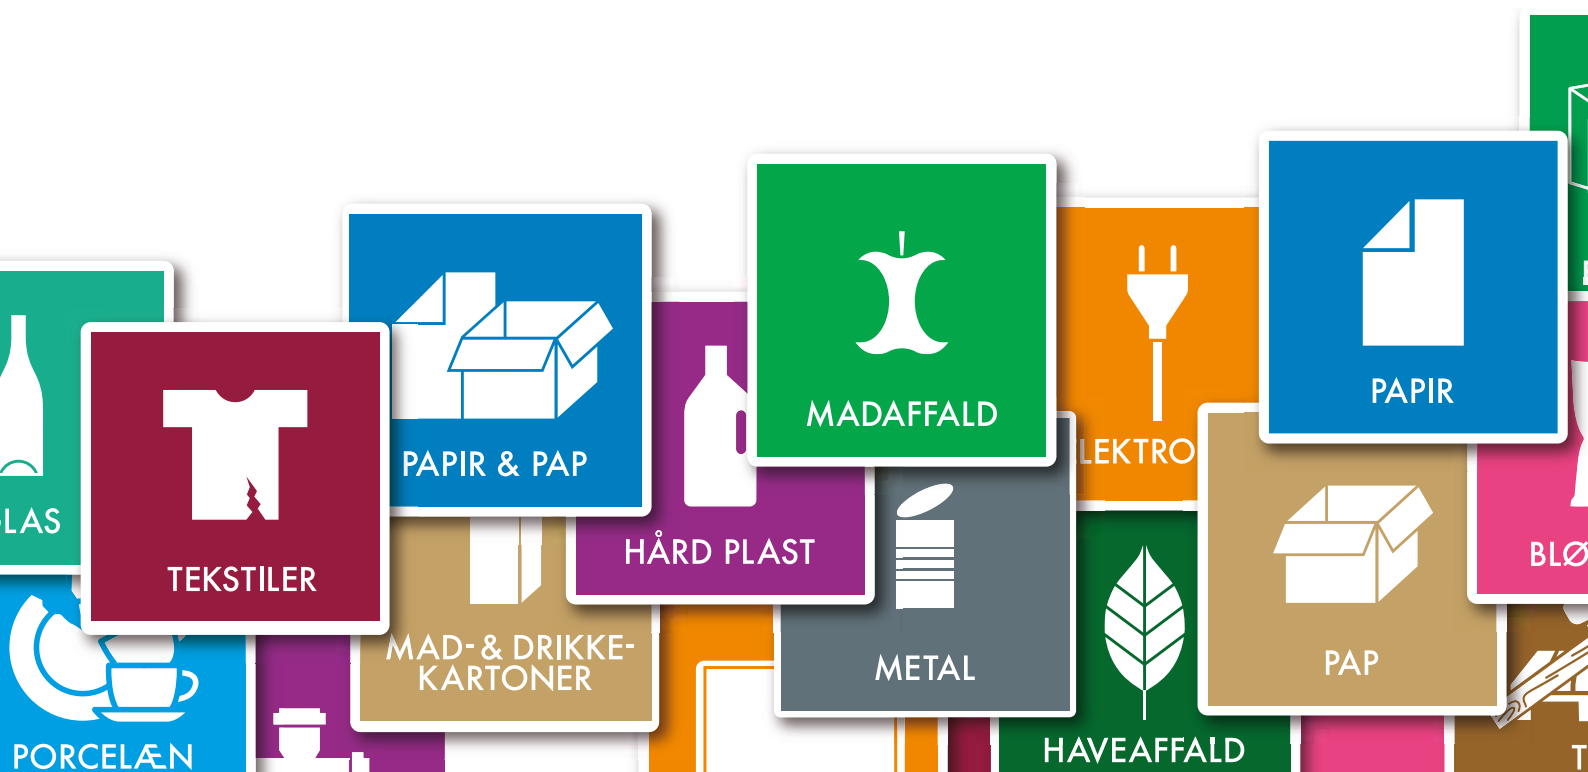 PAPIR
MADAFFALD
LEKTRO
PAPIR & PAP
LAS
HÅRD PLAST
BLØ
TEKSTILER
MAD- & DRIKKE-
KARTONER
METAL
PAP
PORCELÆN
HAVEAFFALD
T